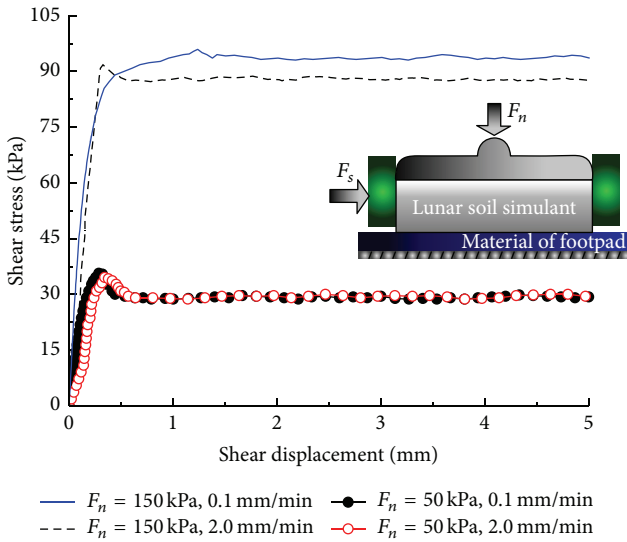 105
90
75
60
45
30
15
0
Shear stress (kPa)
F_n
F_s
Lunar soil simulant
Material of footpad
0 1 2 3 4 5
Shear displacement (mm)
F_n = 150 kPa, 0.1 mm/min
F_n = 50 kPa, 0.1 mm/min
F_n = 150 kPa, 2.0 mm/min
F_n = 50 kPa, 2.0 mm/min